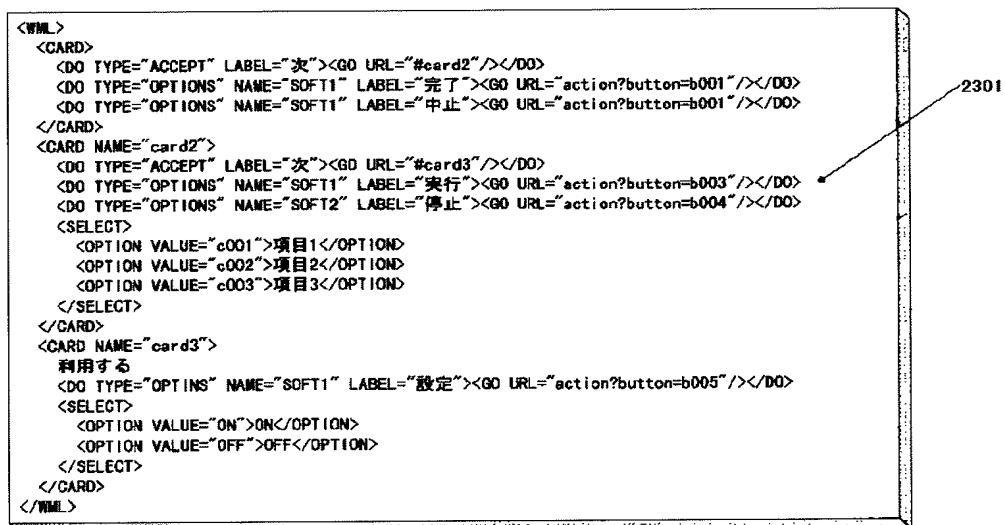 <WML>
<CARD>
<DO TYPE="ACCEPT" LABEL="次"><GO URL="#card2"/></DO>
<DO TYPE="OPTIONS" NAME="SOFT1" LABEL="完了"><GO URL="action?button=b001"/></DO>
<DO TYPE="OPTIONS" NAME="SOFT1" LABEL="中止"><GO URL="action?button=b001"/></DO>
</CARD>
<CARD NAME="card2">
<DO TYPE="ACCEPT" LABEL="次"><GO URL="#card3"/></DO>
<DO TYPE="OPTIONS" NAME="SOFT1" LABEL="実行"><GO URL="action?button=b003"/></DO>
2301
<DO TYPE="OPTIONS" NAME="SOFT2" LABEL="停止"><GO URL="action?button=b004"/></DO>
<SELECT>
<OPTION VALUE="c001">項目1</OPTION>
<OPTION VALUE="c002">項目2</OPTION>
<OPTION VALUE="c003">項目3</OPTION>
</SELECT>
</CARD>
<CARD NAME="card3">
利用する
<DO TYPE="OPTINS" NAME="SOFT1" LABEL="設定"><GO URL="action?button=b005"/></DO>
<SELECT>
<OPTION VALUE="ON">ON</OPTION>
<OPTION VALUE="OFF">OFF</OPTION>
</SELECT>
</CARD>
</WML>